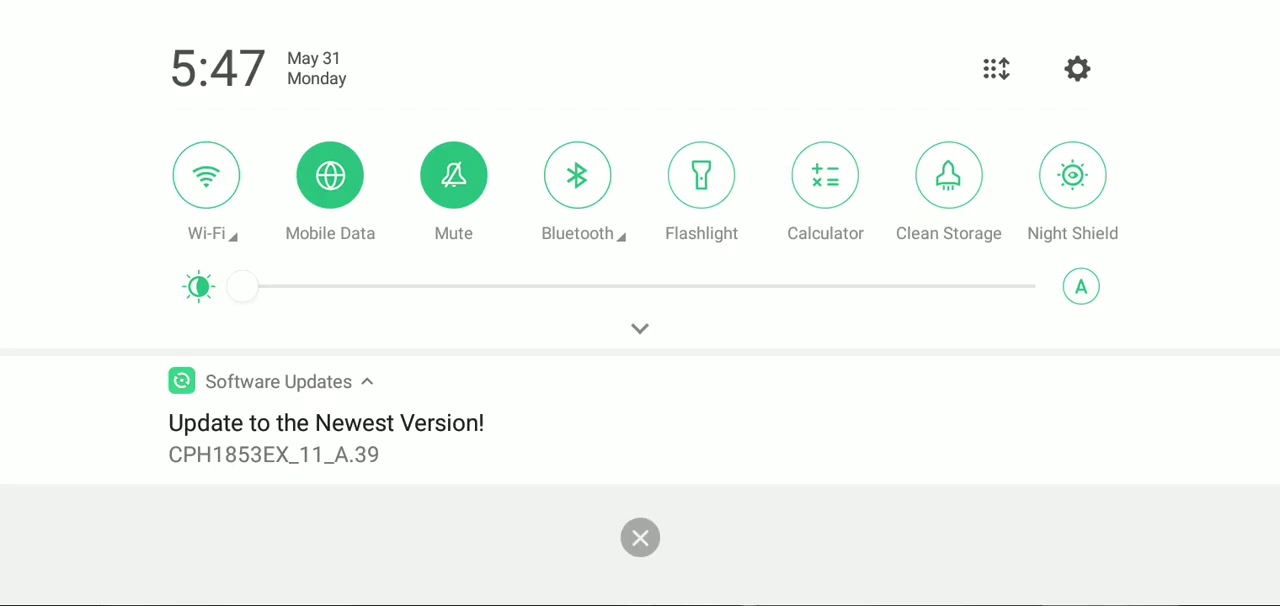 5:47
May 31
Monday
Wi-Fi
Mobile Data
Mute
Bluetooth
Flashlight
Calculator
Clean Storage
Night Shield
A
Software Updates
Update to the Newest Version!
CPH1853EX_11_A.39